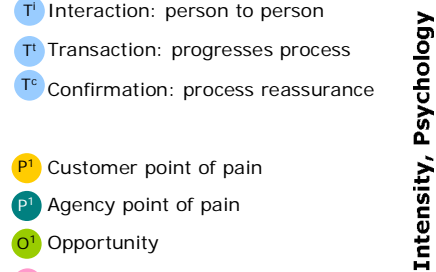 Tⁱ Interaction: person to person
Tᵗ Transaction: progresses process
Tᶜ Confirmation: process reassurance
P¹ Customer point of pain
P¹ Agency point of pain
O¹ Opportunity
Intensity, Psychology